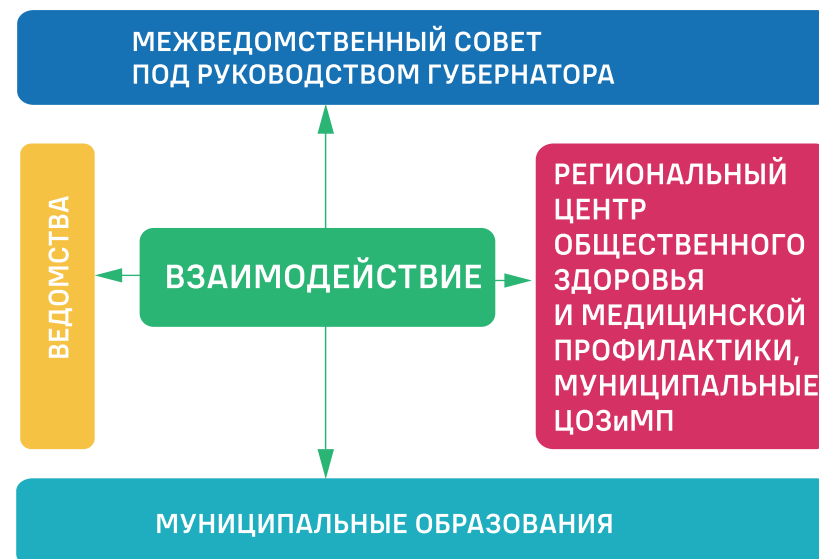 МЕЖВЕДОМСТВЕННЫЙ СОВЕТ
ПОД РУКОВОДСТВОМ ГУБЕРНАТОРА
ВЕДОМСТВА
ВЗАИМОДЕЙСТВИЕ
РЕГИОНАЛЬНЫЙ
ЦЕНТР
ОБЩЕСТВЕННОГО
ЗДОРОВЬЯ
И МЕДИЦИНСКОЙ
ПРОФИЛАКТИКИ,
МУНИЦИПАЛЬНЫЕ
ЦОЗиМП
МУНИЦИПАЛЬНЫЕ ОБРАЗОВАНИЯ